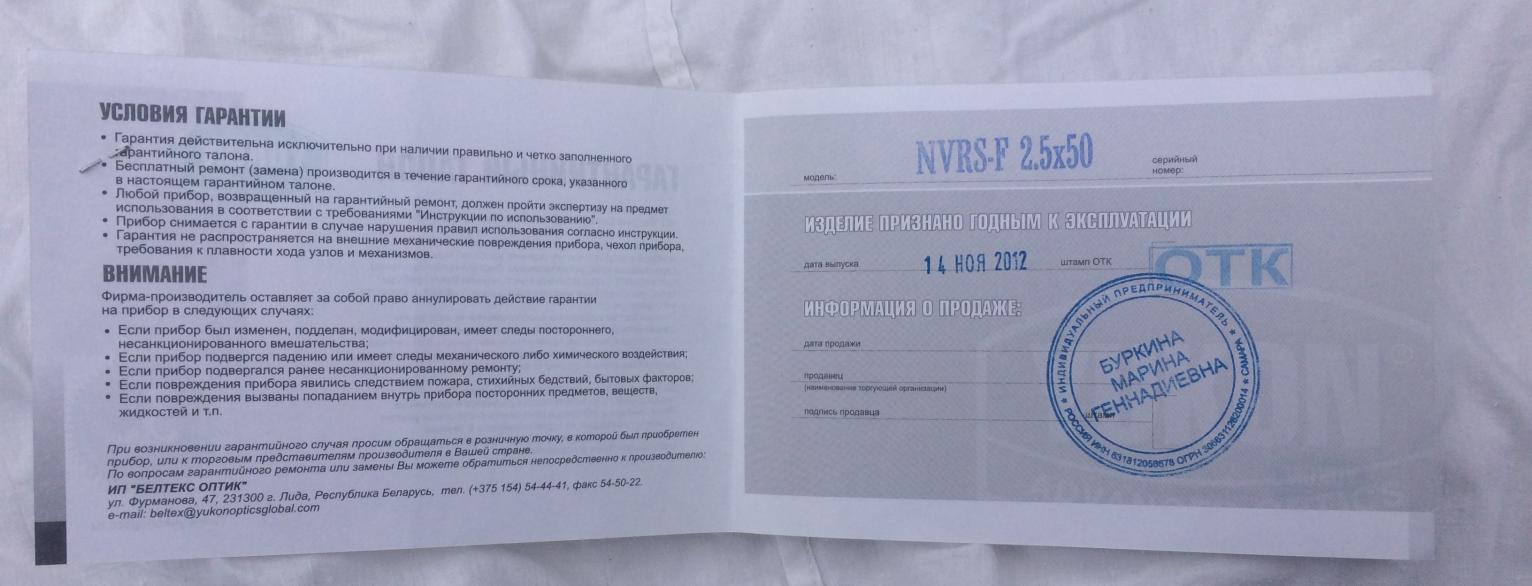 УСЛОВИЯ ГАРАНТИИ
• Гарантия действительна исключительно при наличии правильно и четко заполненного
гарантийного талона.
• Бесплатный ремонт (замена) производится в течение гарантийного срока, указанного
в настоящем гарантийном талоне.
• Любой прибор, возвращенный на гарантийный ремонт, должен пройти экспертизу на предмет
использования в соответствии с требованиями "Инструкции по использованию".
• Прибор снимается с гарантии в случае нарушения правил использования согласно инструкции.
• Гарантия не распространяется на внешние механические повреждения прибора, чехол прибора,
требования к плавности хода узлов и механизмов.
ВНИМАНИЕ
Фирма-производитель оставляет за собой право аннулировать действие гарантии
на прибор в следующих случаях:
• Если прибор был изменен, подделан, модифицирован, имеет следы постороннего,
несанкционированного вмешательства;
• Если прибор подвергся падению или имеет следы механического либо химического воздействия;
• Если прибор подвергался ранее несанкционированному ремонту;
• Если повреждения прибора явились следствием пожара, стихийных бедствий, бытовых факторов;
• Если повреждения вызваны попаданием внутрь прибора посторонних предметов, веществ,
жидкостей и т.п.
При возникновении гарантийного случая просим обращаться в розничную точку, в которой был приобретен
прибор, или к торговым представителям производителя в Вашей стране.
По вопросам гарантийного ремонта или замены Вы можете обратиться непосредственно к производителю:
ИП "БЕЛТЕКС ОПТИК"
ул. Фурманова, 47, 231300 г. Лида, Республика Беларусь, тел. (+375 154) 54-44-41, факс 54-50-22.
e-mail: beltex@yukonopticsglobal.com
модель: NVRS-F 2.5x50 серийный
номер:
ИЗДЕЛИЕ ПРИЗНАНО ГОДНЫМ К ЭКСПЛУАТАЦИИ
дата выпуска 14 НОЯ 2012 штамп ОТК ОТК
ИНФОРМАЦИЯ О ПРОДАЖЕ:
дата продажи
продавец
(наименование торгующей организации)
подпись продавца штамп
★ ИНДИВИДУАЛЬНЫЙ ПРЕДПРИНИМАТЕЛЬ ★ САМАРА ★
БУРКИНА
МАРИНА
ГЕННАДИЕВНА
РОССИЯ ИНН ОГРН